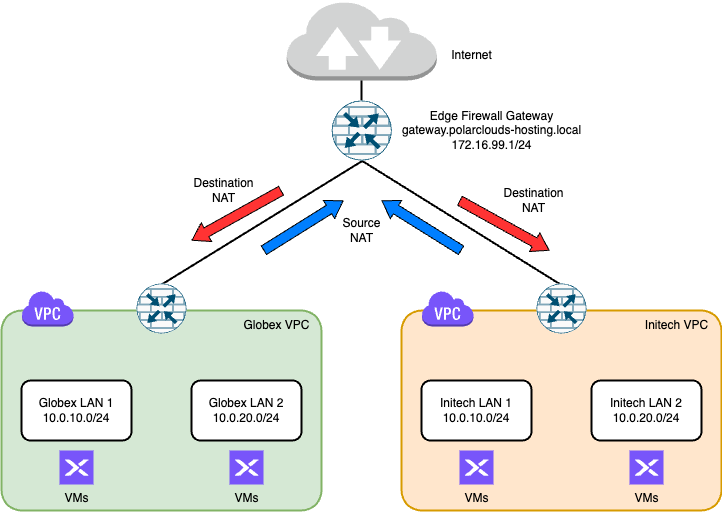 Internet
Edge Firewall Gateway
gateway.polarclouds-hosting.local
172.16.99.1/24
Destination
NAT
Destination
NAT
Source
NAT
VPC
Globex VPC
VPC
Initech VPC
Globex LAN 1
10.0.10.0/24
Globex LAN 2
10.0.20.0/24
Initech LAN 1
10.0.10.0/24
Initech LAN 2
10.0.20.0/24
VMs
VMs
VMs
VMs